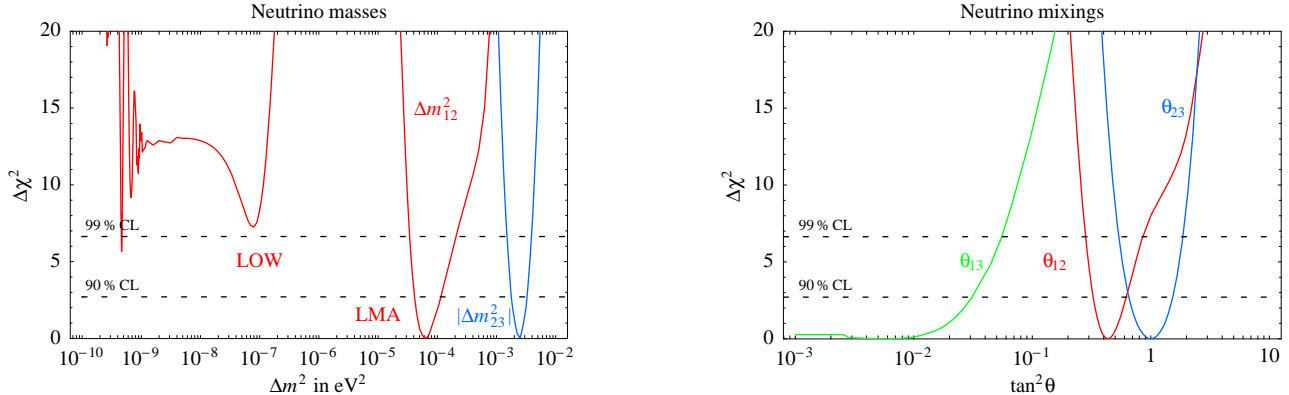 Neutrino masses
20
15
10
5
0
Δχ²
99 % CL
90 % CL
LOW
LMA
Δm²₁₂
|Δm²₂₃|
10⁻¹⁰ 10⁻⁹ 10⁻⁸ 10⁻⁷ 10⁻⁶ 10⁻⁵ 10⁻⁴ 10⁻³ 10⁻²
Δm² in eV²
Neutrino mixings
20
15
10
5
0
Δχ²
99 % CL
90 % CL
θ₁₃
θ₁₂
θ₂₃
10⁻³ 10⁻² 10⁻¹ 1 10
tan² θ